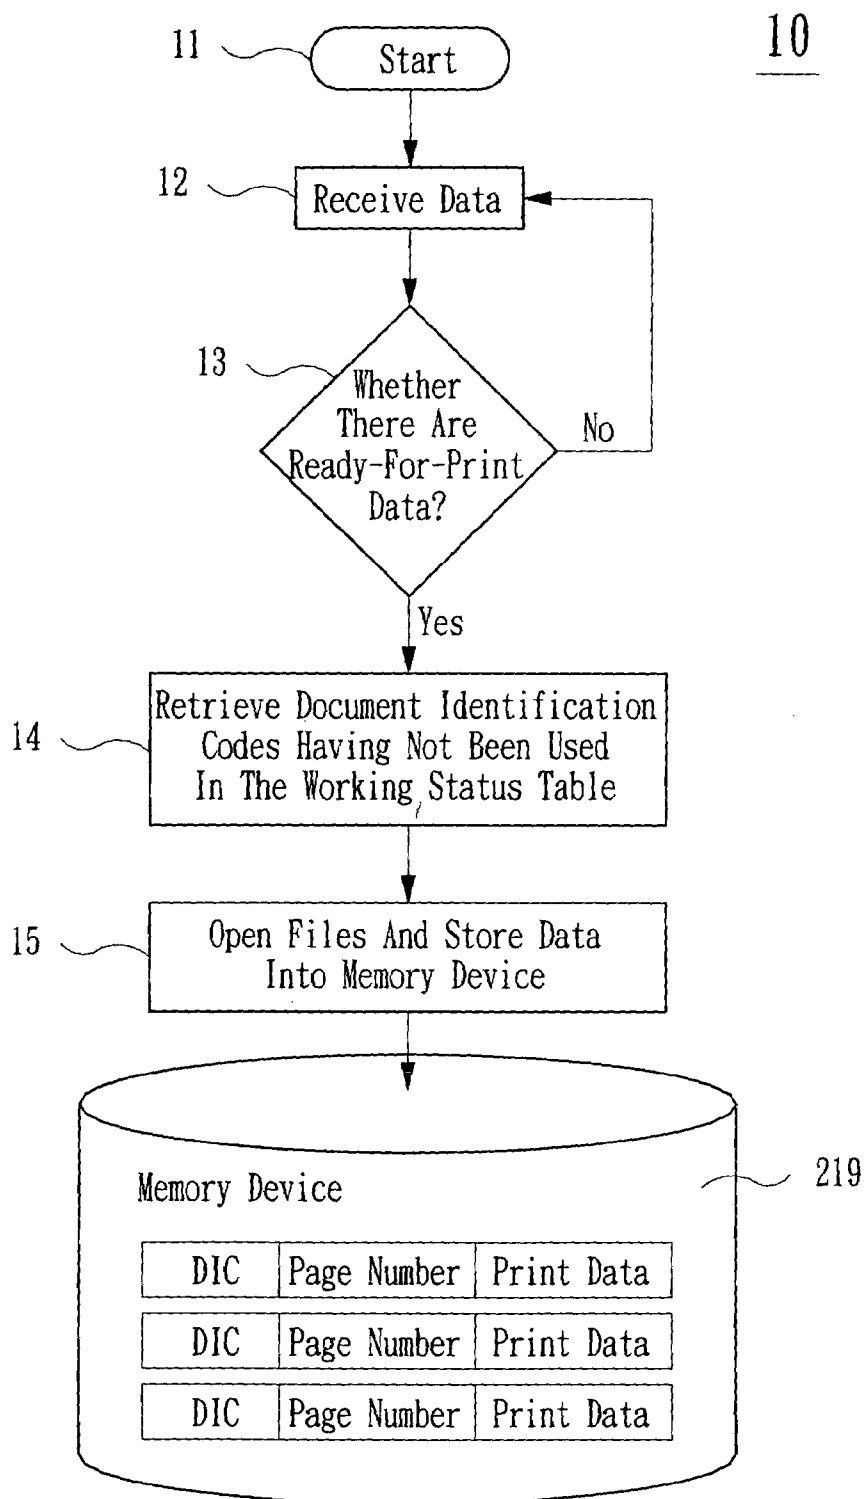 10
11
Start
12
Receive Data
13
Whether
There Are
Ready-For-Print
Data?
No
Yes
14
Retrieve Document Identification
Codes Having Not Been Used
In The Working Status Table
15
Open Files And Store Data
Into Memory Device
219
Memory Device
DIC Page Number Print Data
DIC Page Number Print Data
DIC Page Number Print Data